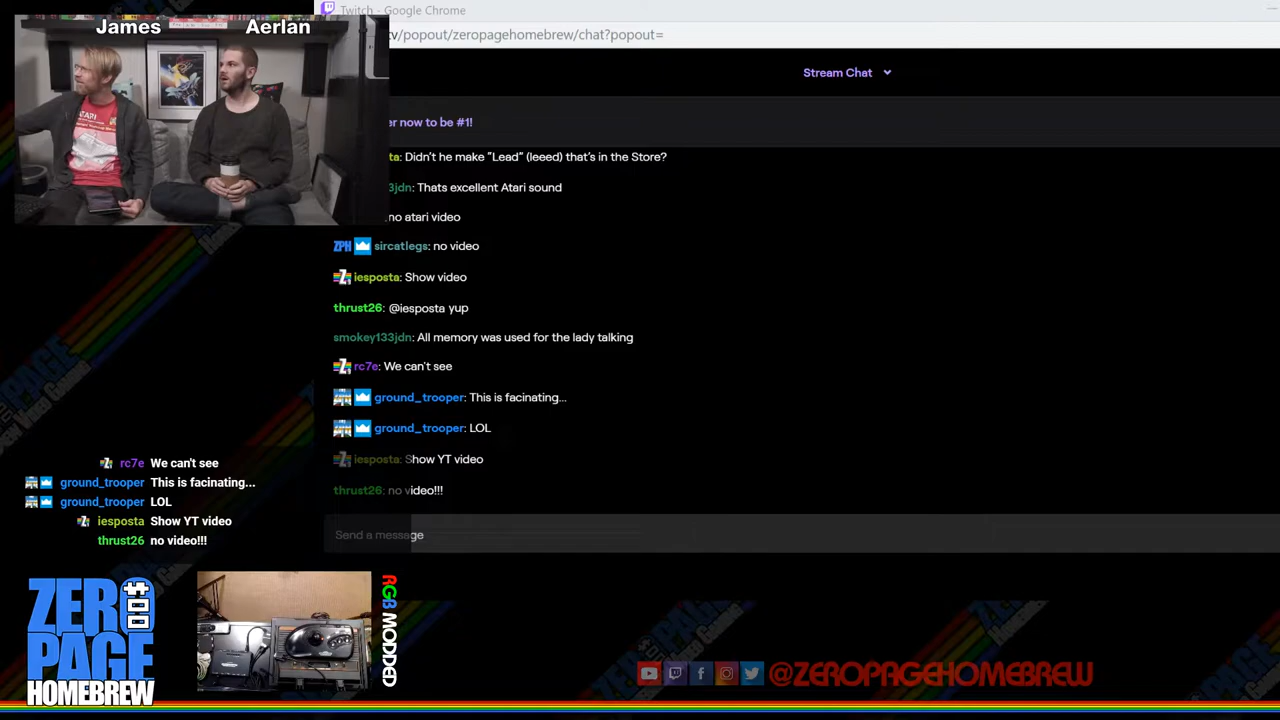 James
Aerlan
Twitch - Google Chrome
/popout/zeropagehomebrew/chat?popout=
Stream Chat
now to be #1!
ta: Didn't he make "Lead" (leeed) that's in the Store?
3jdn: Thats excellent Atari sound
no atari video
ZPH sircatlegs: no video
iesposta: Show video
thrust26: @iesposta yup
smokey133jdn: All memory was used for the lady talking
rc7e: We can't see
ground_trooper: This is facinating...
ground_trooper: LOL
iesposta: Show YT video
thrust26: no video!!!
Send a message
rc7e We can't see
ground_trooper This is facinating...
ground_trooper LOL
iesposta Show YT video
thrust26 no video!!!
ZERO
PAGE
HOMEBREW
RGB MODDED
ATARI